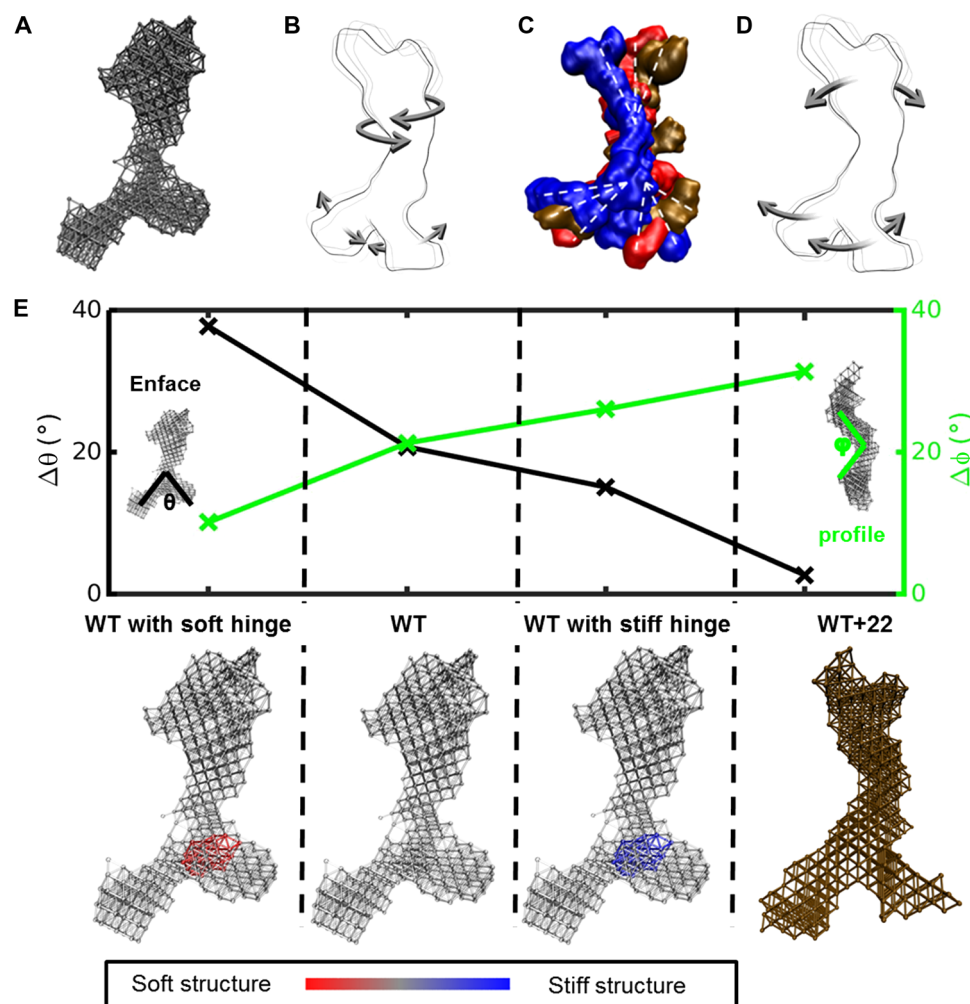 A
B
C
D
E
40
40
Enface
Δθ (°)
20
20
Δϕ (°)
θ
φ
profile
0
0
WT with soft hinge
WT
WT with stiff hinge
WT+22
Soft structure
Stiff structure